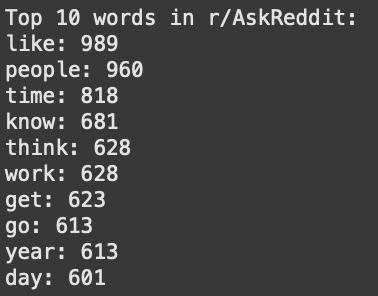 Top 10 words in r/AskReddit:
like: 989
people: 960
time: 818
know: 681
think: 628
work: 628
get: 623
go: 613
year: 613
day: 601